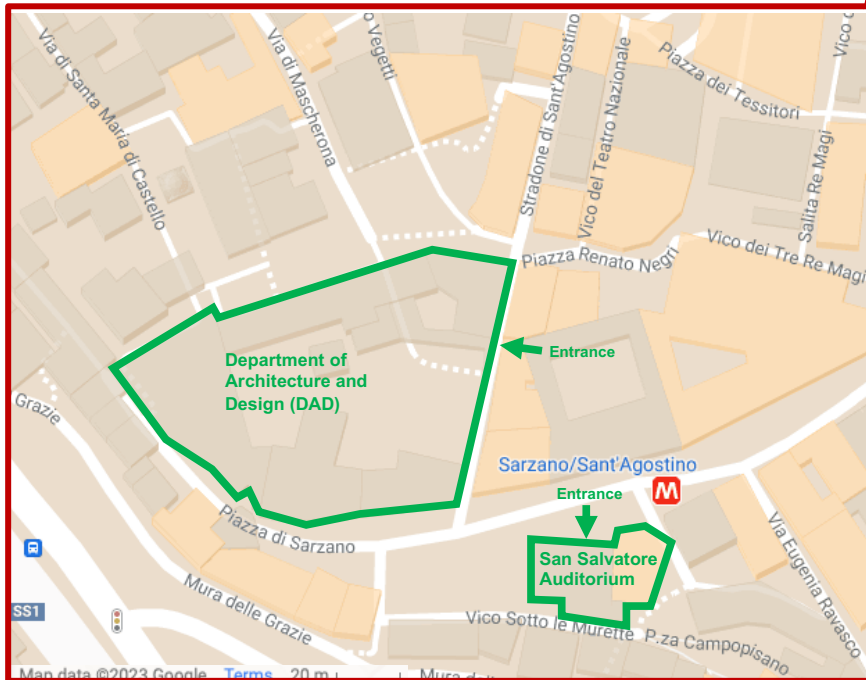 Via di Santa Maria di Castello
Via di Mascherona
o Vegetti
Stradone di Sant'Agostino
Vico del Teatro Nazionale
Piazza dei Tessitori
Vico d
Salita Re Magi
Piazza Renato Negri
Vico dei Tre Re Magi
Department of
Architecture and
Design (DAD)
Entrance
Grazie
Sarzano/Sant'Agostino
M
Entrance
Piazza di Sarzano
San Salvatore
Auditorium
Via Eugenia Ravasco
Mura delle Grazie
SS1
Vico Sotto le Murette
P.za Campopisano
Map data ©2023 Google
Terms
20 m
Mura de